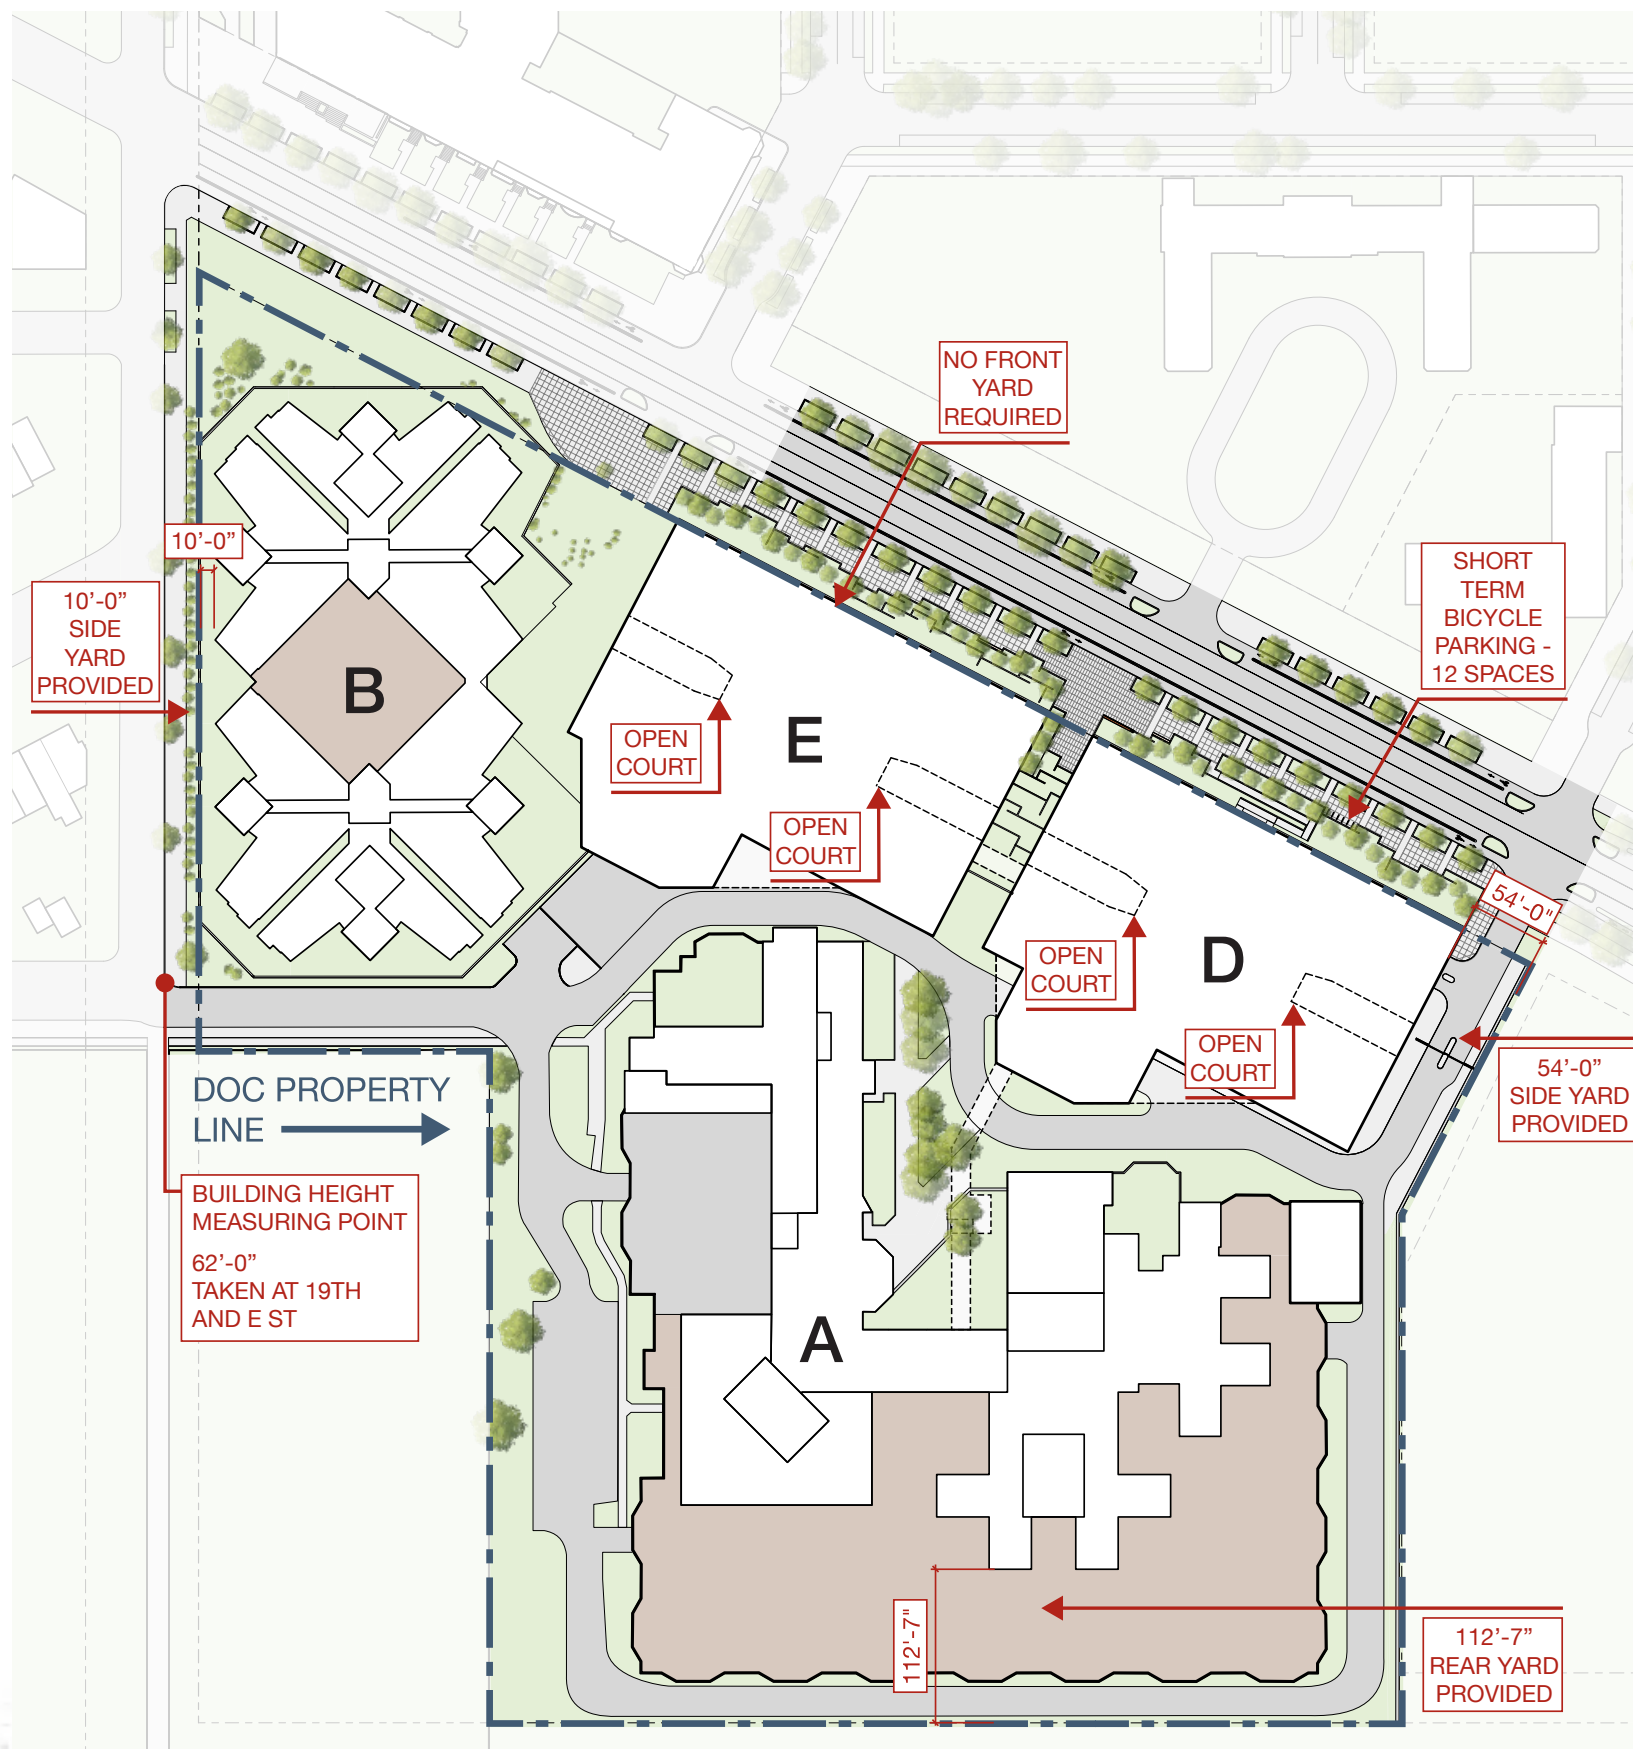 NO FRONT
YARD
REQUIRED
10’-0”
SHORT
TERM
BICYCLE
PARKING -
12 SPACES
10’-0”
SIDE
YARD
PROVIDED
B
E
OPEN
COURT
OPEN
COURT
54'-0"
D
OPEN
COURT
OPEN
COURT
54’-0”
SIDE YARD
PROVIDED
DOC PROPERTY
LINE
BUILDING HEIGHT
MEASURING POINT
62’-0”
TAKEN AT 19TH
AND E ST
A
112'-7"
112’-7”
REAR YARD
PROVIDED